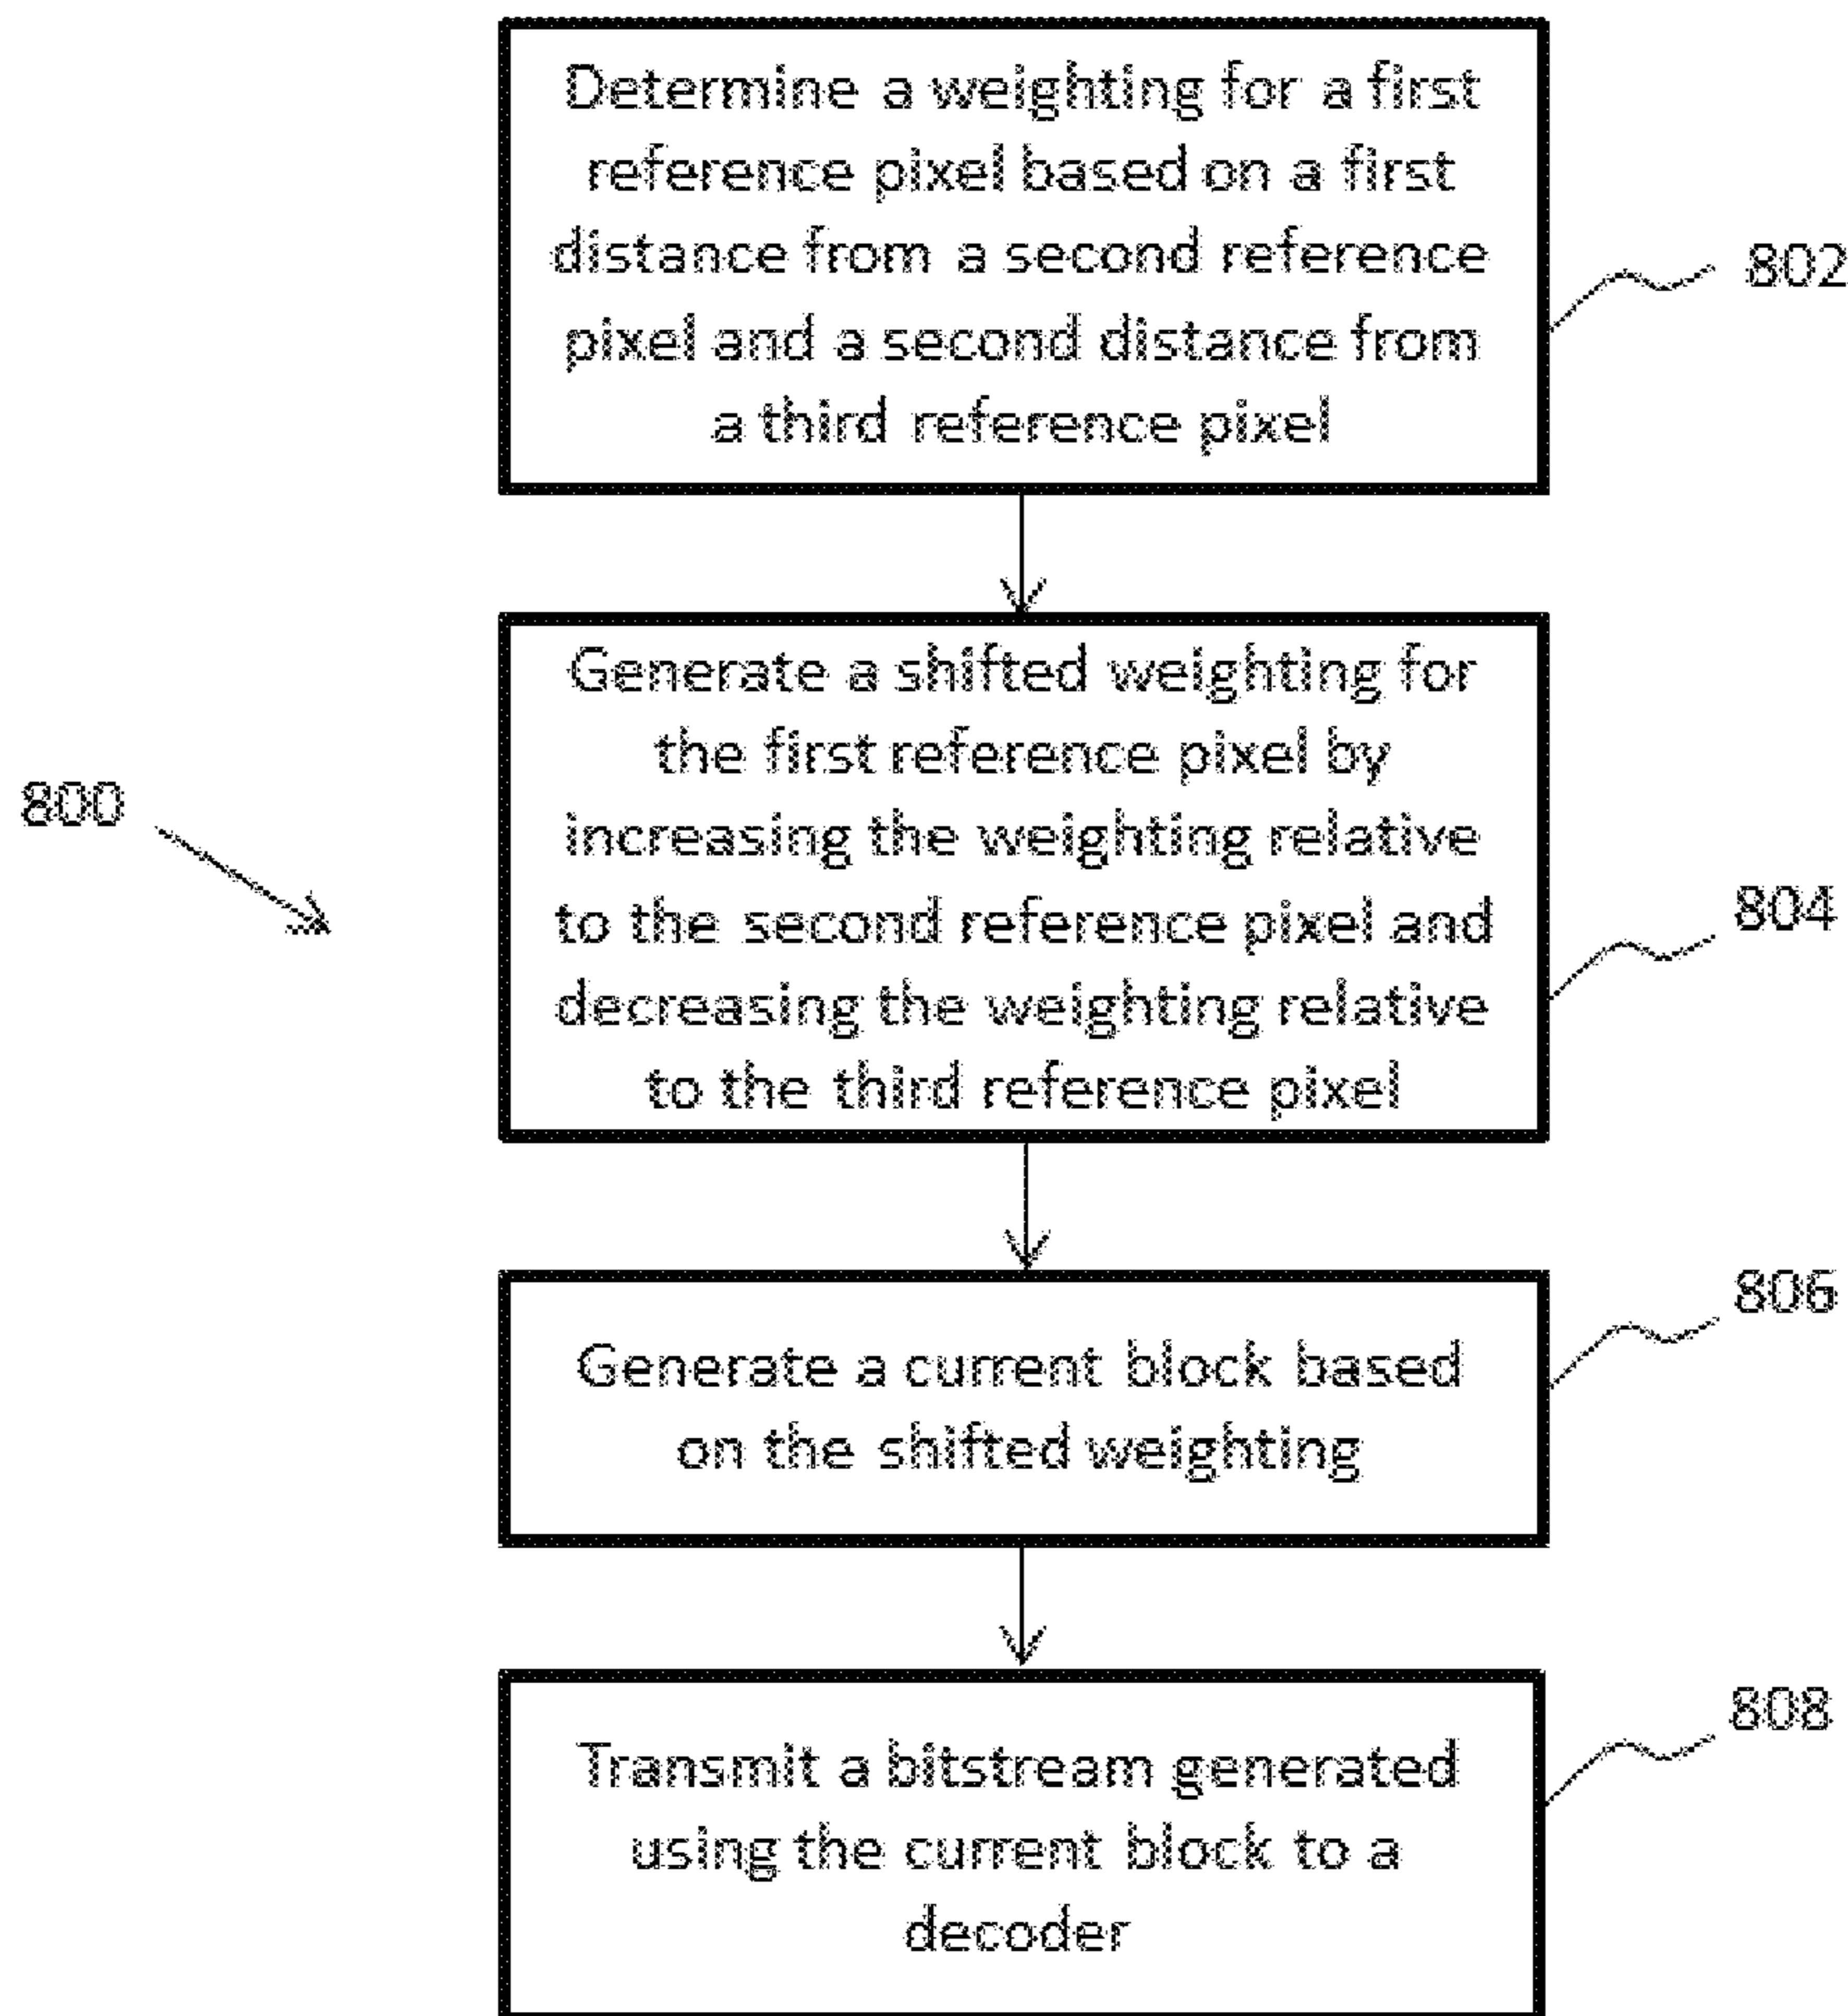 Determine a weighting for a first
reference pixel based on a first
distance from a second reference
pixel and a second distance from
a third reference pixel
802
Generate a shifted weighting for
the first reference pixel by
increasing the weighting relative
to the second reference pixel and
decreasing the weighting relative
to the third reference pixel
800
804
Generate a current block based
on the shifted weighting
806
Transmit a bitstream generated
using the current block to a
decoder
808